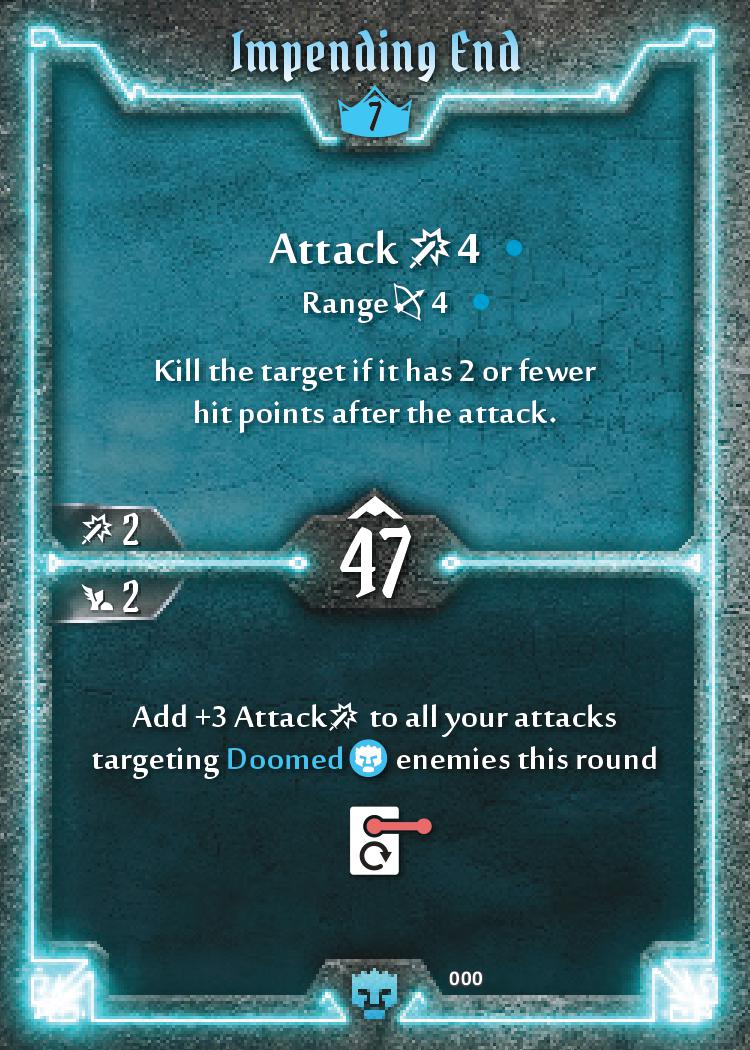 Impending End
7
Attack 4
Range 4
Kill the target if it has 2 or fewer
hit points after the attack.
2
47
2
Add +3 Attack to all your attacks
targeting Doomed enemies this round
000